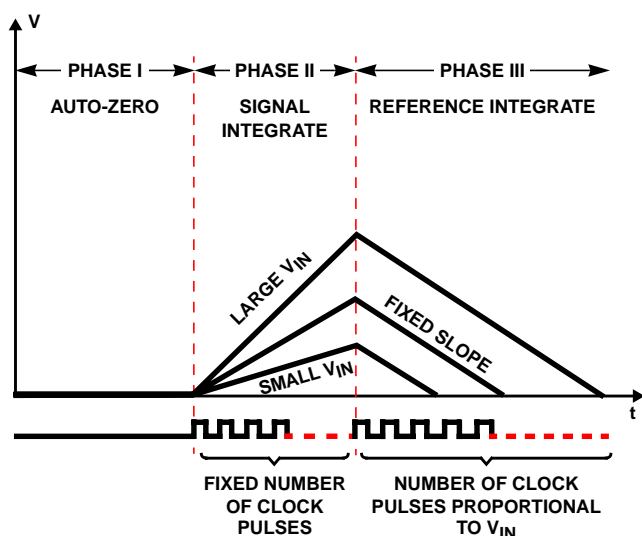 V
PHASE I
PHASE II
PHASE III
AUTO-ZERO
SIGNAL
INTEGRATE
REFERENCE INTEGRATE
LARGE VIN
FIXED SLOPE
SMALL VIN
t
FIXED NUMBER
OF CLOCK
PULSES
NUMBER OF CLOCK
PULSES PROPORTIONAL
TO VIN